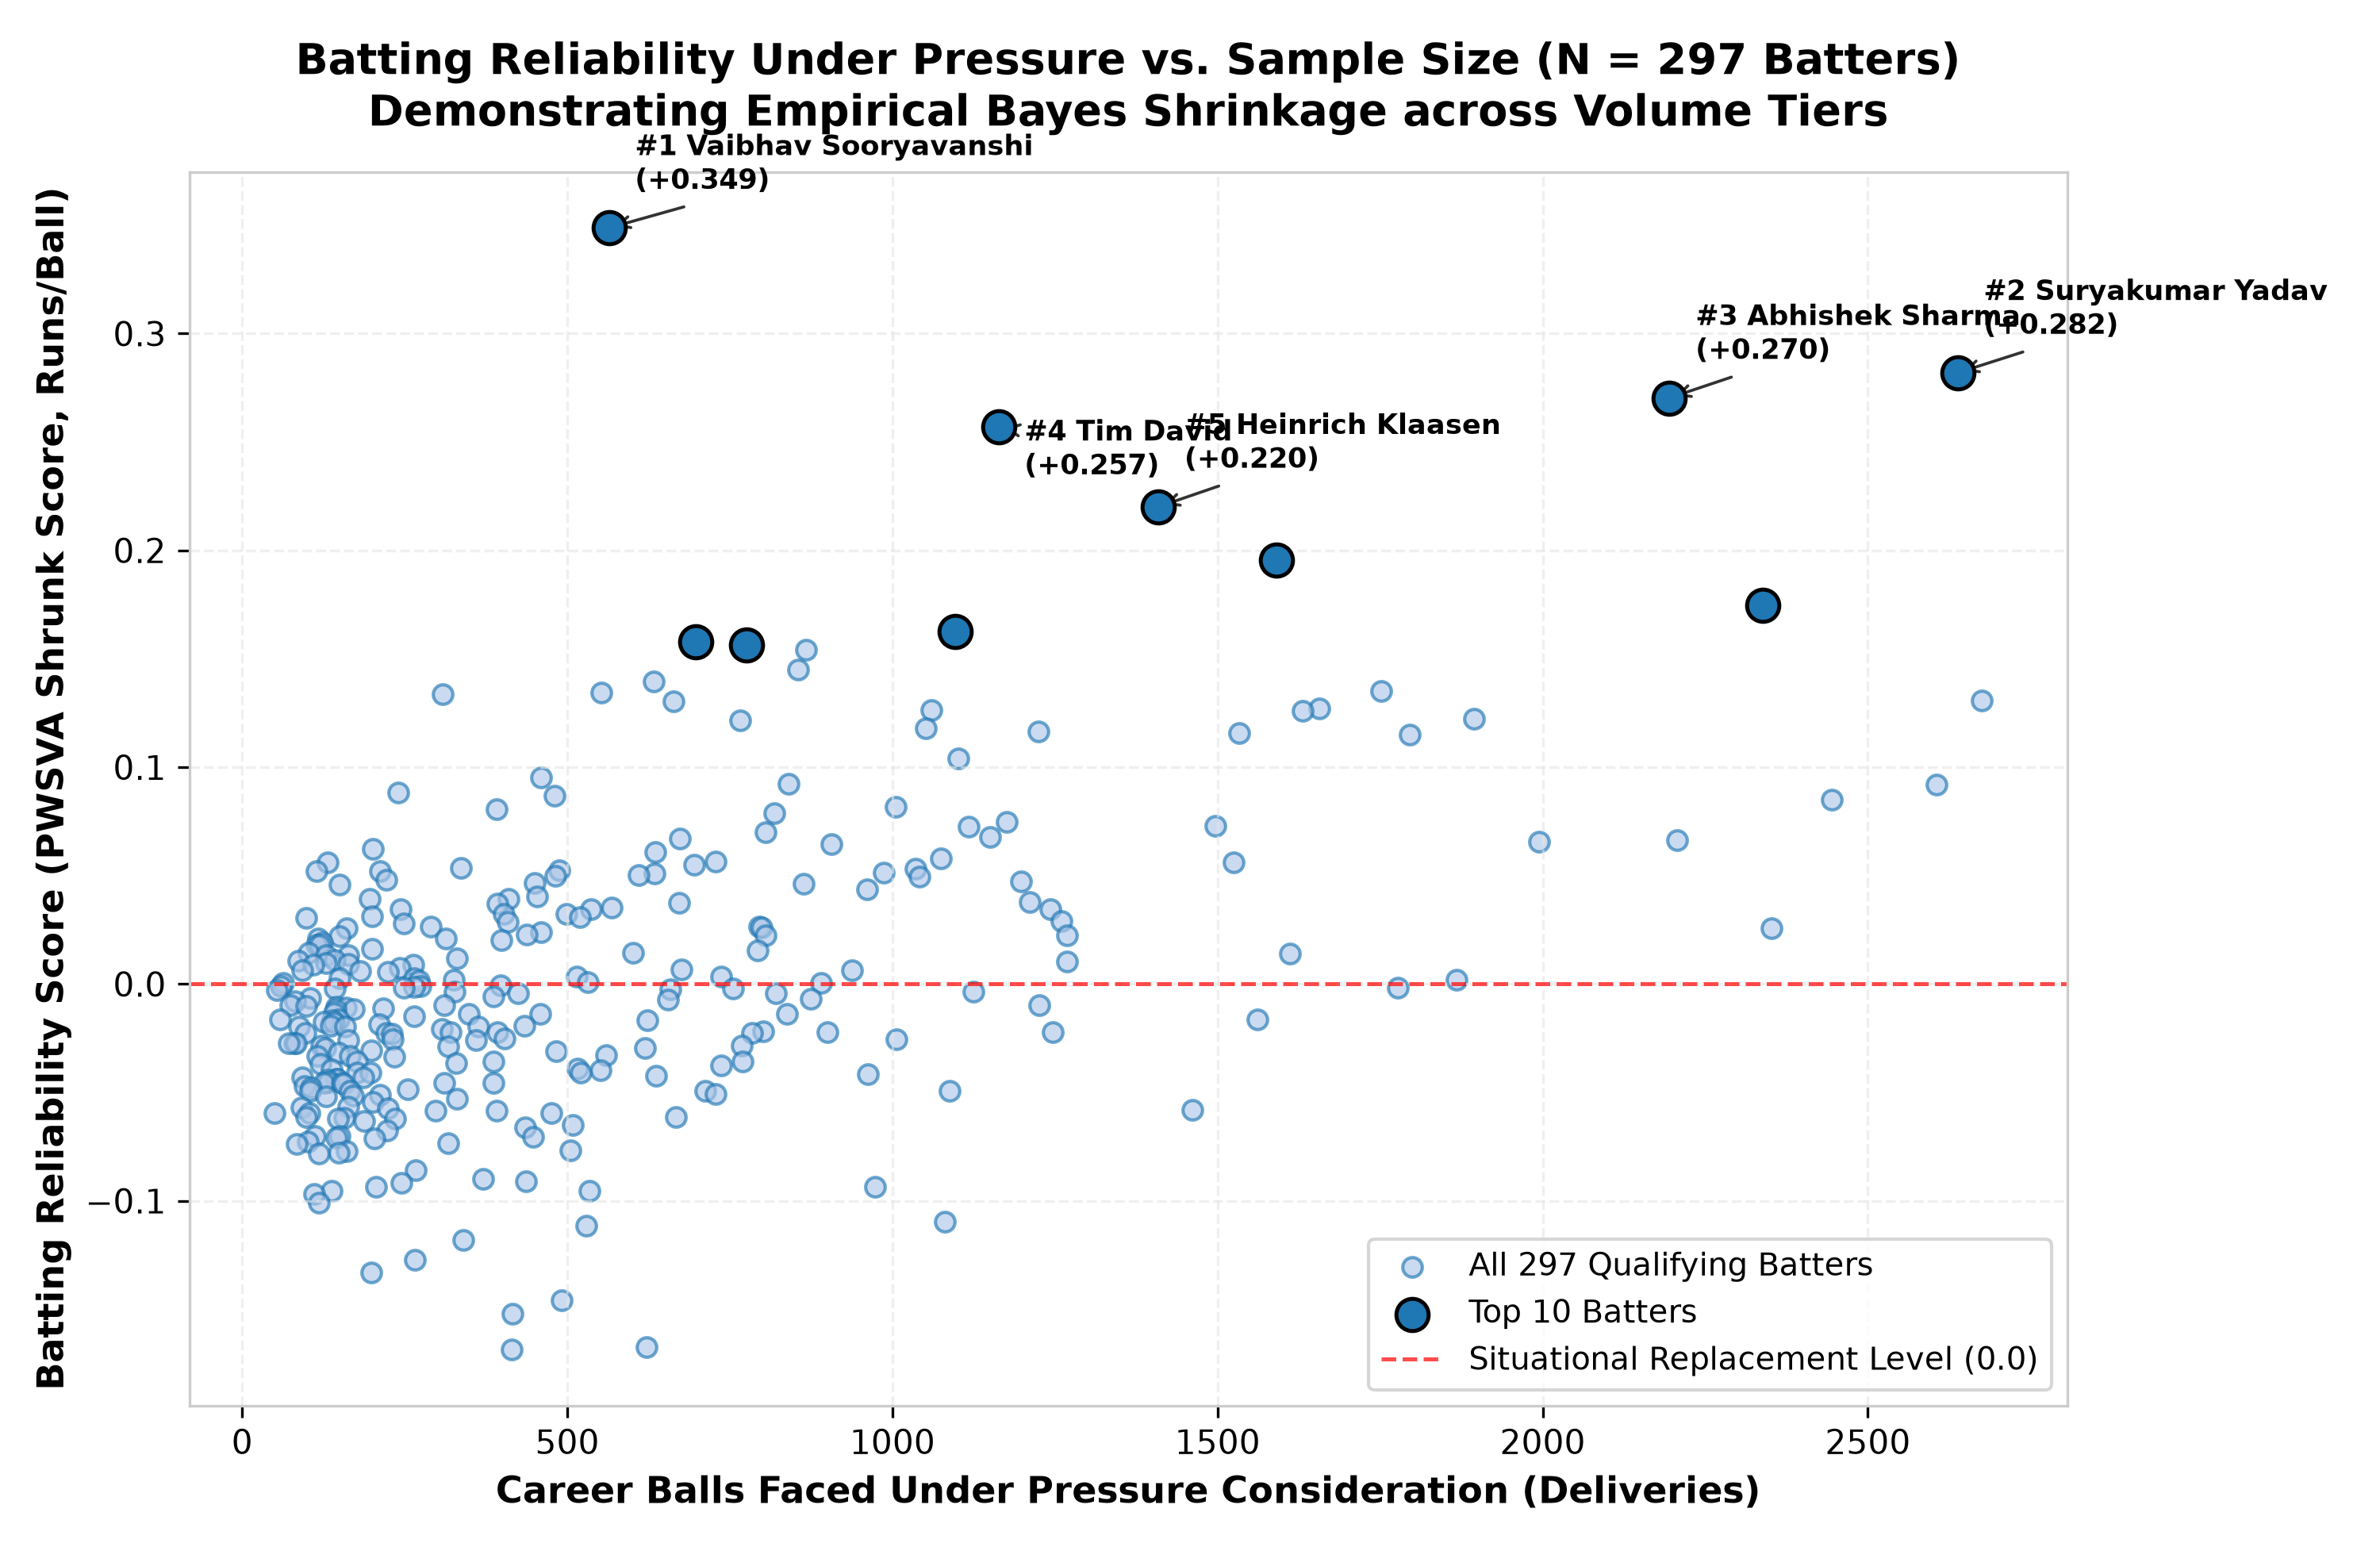 Batting Reliability Under Pressure vs. Sample Size (N = 297 Batters)
Demonstrating Empirical Bayes Shrinkage across Volume Tiers
#1 Vaibhav Sooryavanshi
(+0.349)
#2 Suryakumar Yadav
(+0.282)
#3 Abhishek Sharma
(+0.270)
#4 Tim David
(+0.257)
#5 Heinrich Klaasen
(+0.220)
Batting Reliability Score (PWSVA Shrunk Score, Runs/Ball)
0.3
0.2
0.1
0.0
−0.1
All 297 Qualifying Batters
Top 10 Batters
Situational Replacement Level (0.0)
0
500
1000
1500
2000
2500
Career Balls Faced Under Pressure Consideration (Deliveries)